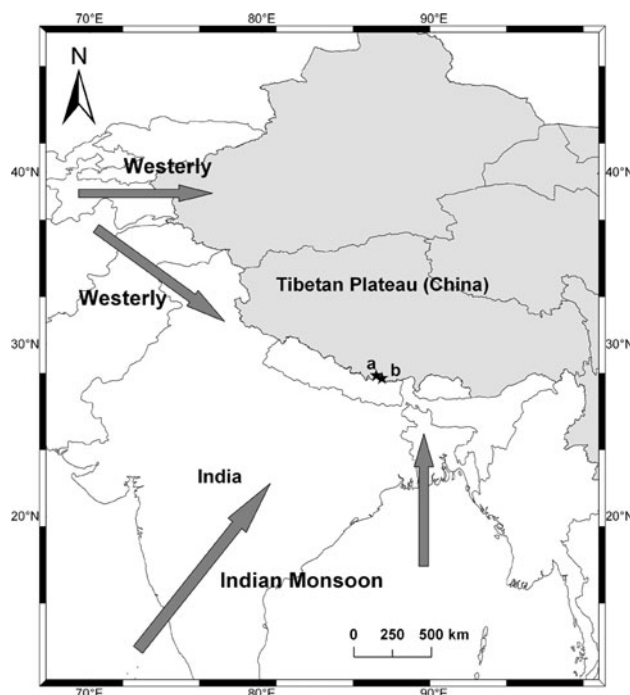 70°E 80°E 90°E
N
40°N 40°N
Westerly
Westerly
Tibetan Plateau (China)
30°N 30°N
a
b
India
20°N 20°N
Indian Monsoon
0 250 500 km
70°E 80°E 90°E